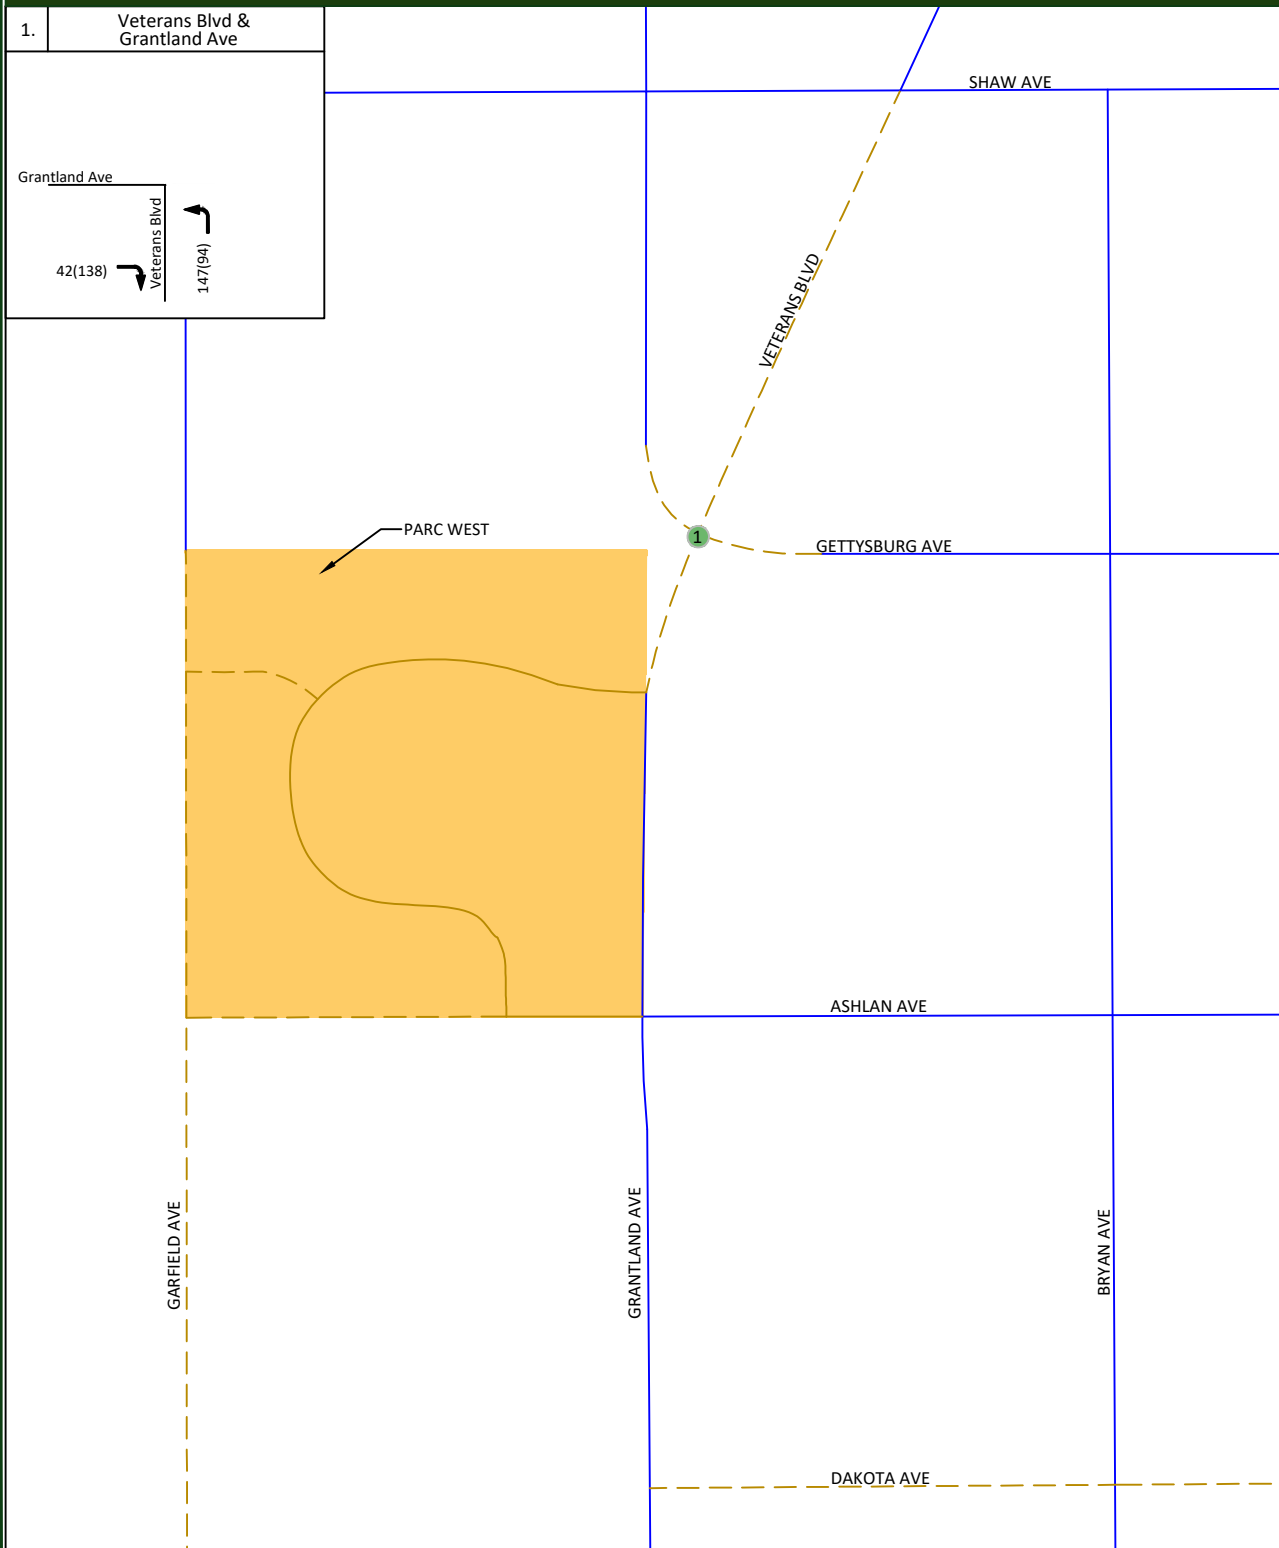 1.
Veterans Blvd &
Grantland Ave
Grantland Ave
Veterans Blvd
42(138)
147(94)
SHAW AVE
VETERANS BLVD
PARC WEST
1
GETTYSBURG AVE
ASHLAN AVE
GARFIELD AVE
GRANTLAND AVE
BRYAN AVE
DAKOTA AVE